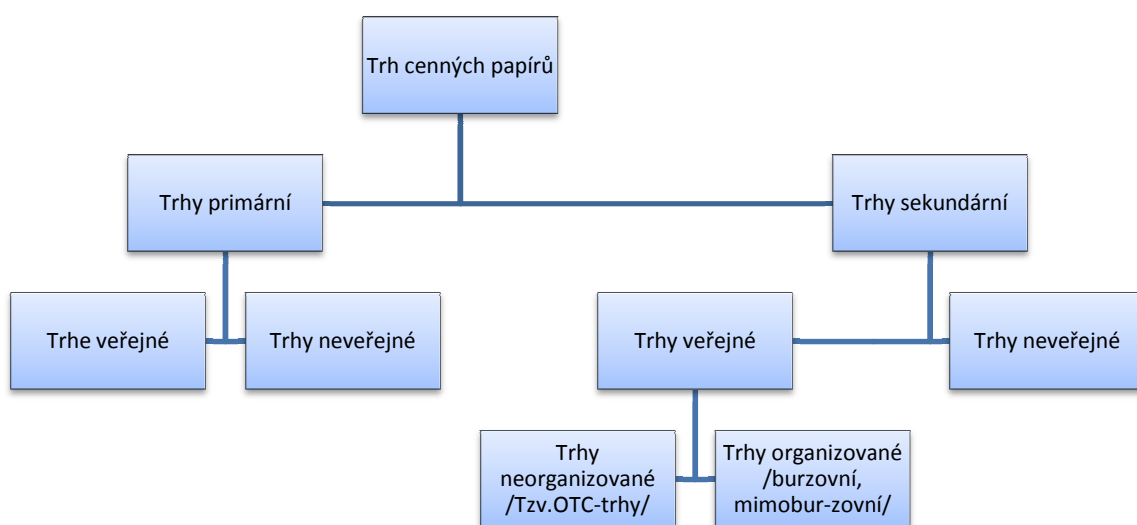 Trh cenných papírů
Trhy primární
Trhy sekundární
Trhe veřejné
Trhy neveřejné
Trhy veřejné
Trhy neveřejné
Trhy
neorganizované
/Tzv.OTC-trhy/
Trhy organizované
/burzovní,
mimobur-zovní/